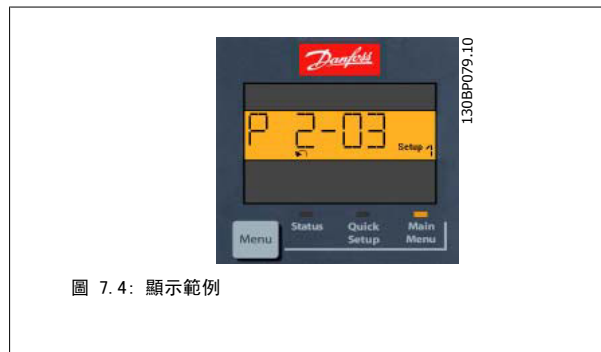 Danfoss
130BP079.10
P 2-03 Setup 1
Menu
Status Quick Setup Main Menu
圖 7.4: 顯示範例